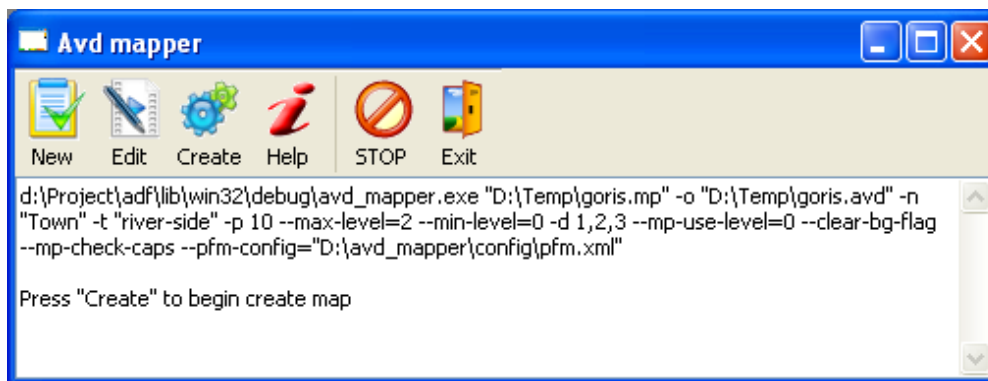 Avd mapper
New Edit Create Help STOP Exit
d:\Project\adf\lib\win32\debug\avd_mapper.exe "D:\Temp\goris.mp" -o "D:\Temp\goris.avd" -n
"Town" -t "river-side" -p 10 --max-level=2 --min-level=0 -d 1,2,3 --mp-use-level=0 --clear-bg-flag
--mp-check-caps --pfm-config="D:\avd_mapper\config\pfm.xml"
Press "Create" to begin create map